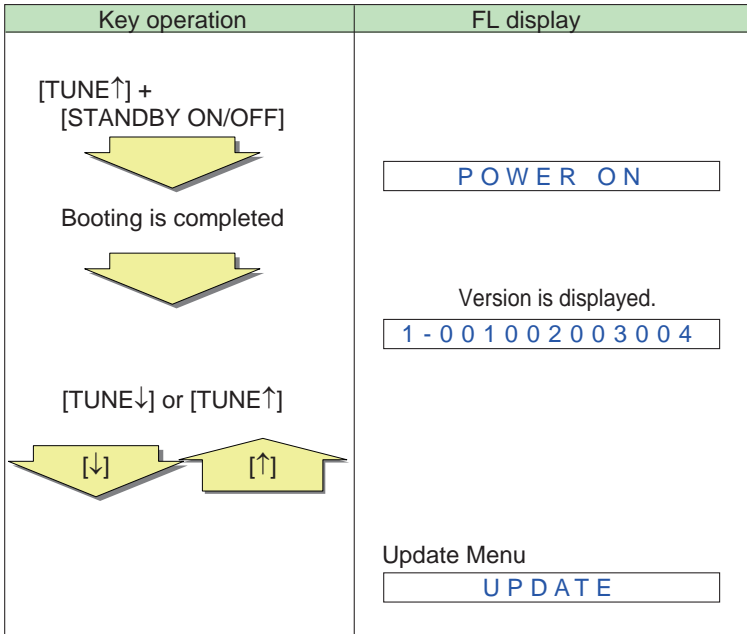 Key operation
FL display
[TUNE↑] +
[STANDBY ON/OFF]
POWER ON
Booting is completed
Version is displayed.
1-001002003004
[TUNE↓] or [TUNE↑]
[↓] [↑]
Update Menu
UPDATE